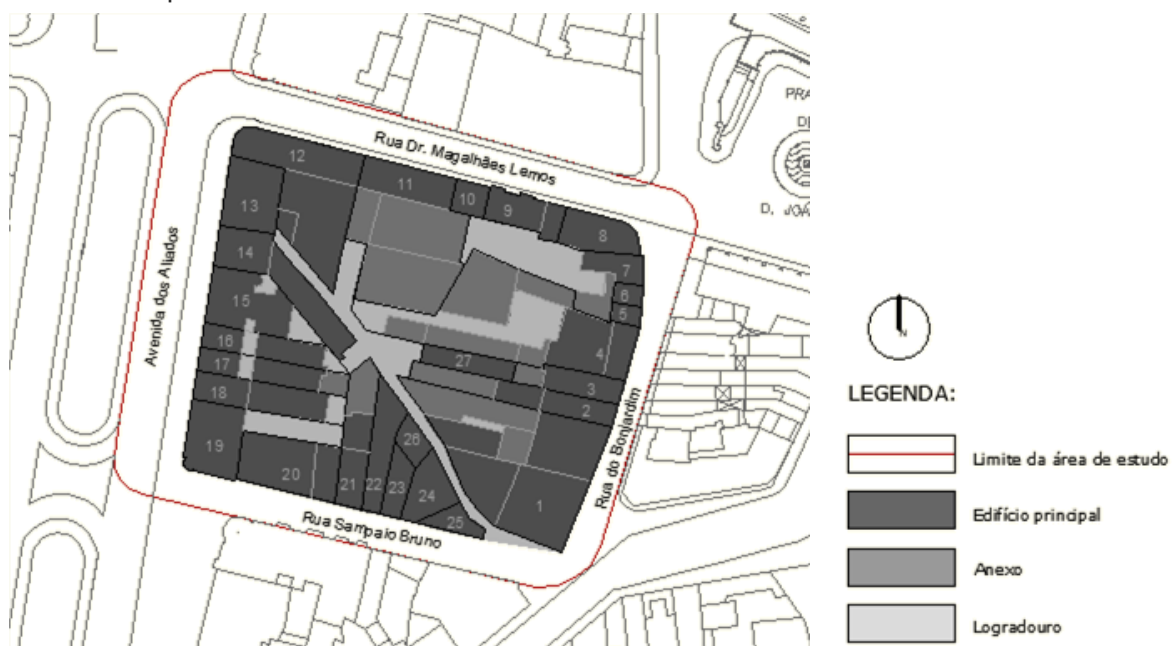 PRA
D.
D. JOÃ
Rua Dr. Magalhães Lemos
12
11
10
9
8
13
7
14
6
5
15
4
16
27
3
17
2
18
26
19
20
21
22
23
24
25
1
Avenida dos Aliados
Rua do Bonjardim
Rua Sampaio Bruno
N
LEGENDA:
Limite da área de estudo
Edifício principal
Anexo
Logradouro